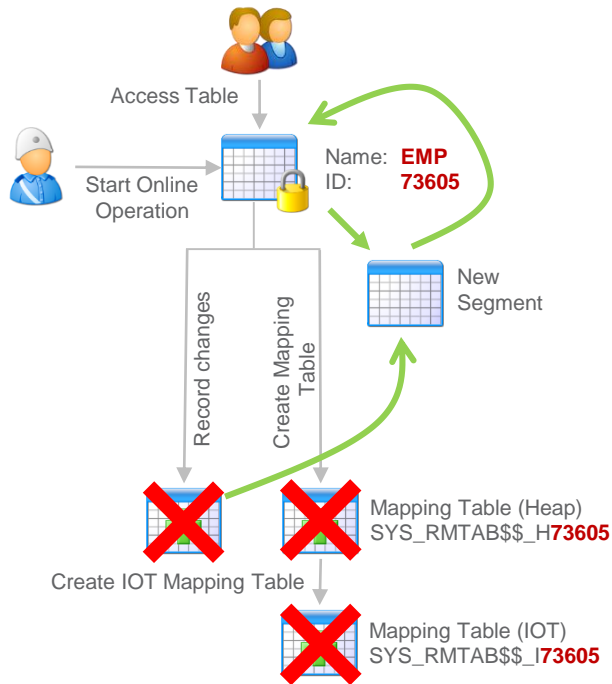 Access Table
Name: EMP
ID: 73605
Start Online
Operation
New
Segment
Record changes
Create Mapping
Table
Mapping Table (Heap)
SYS_RMTAB$$_H73605
Create IOT Mapping Table
Mapping Table (IOT)
SYS_RMTAB$$_I73605